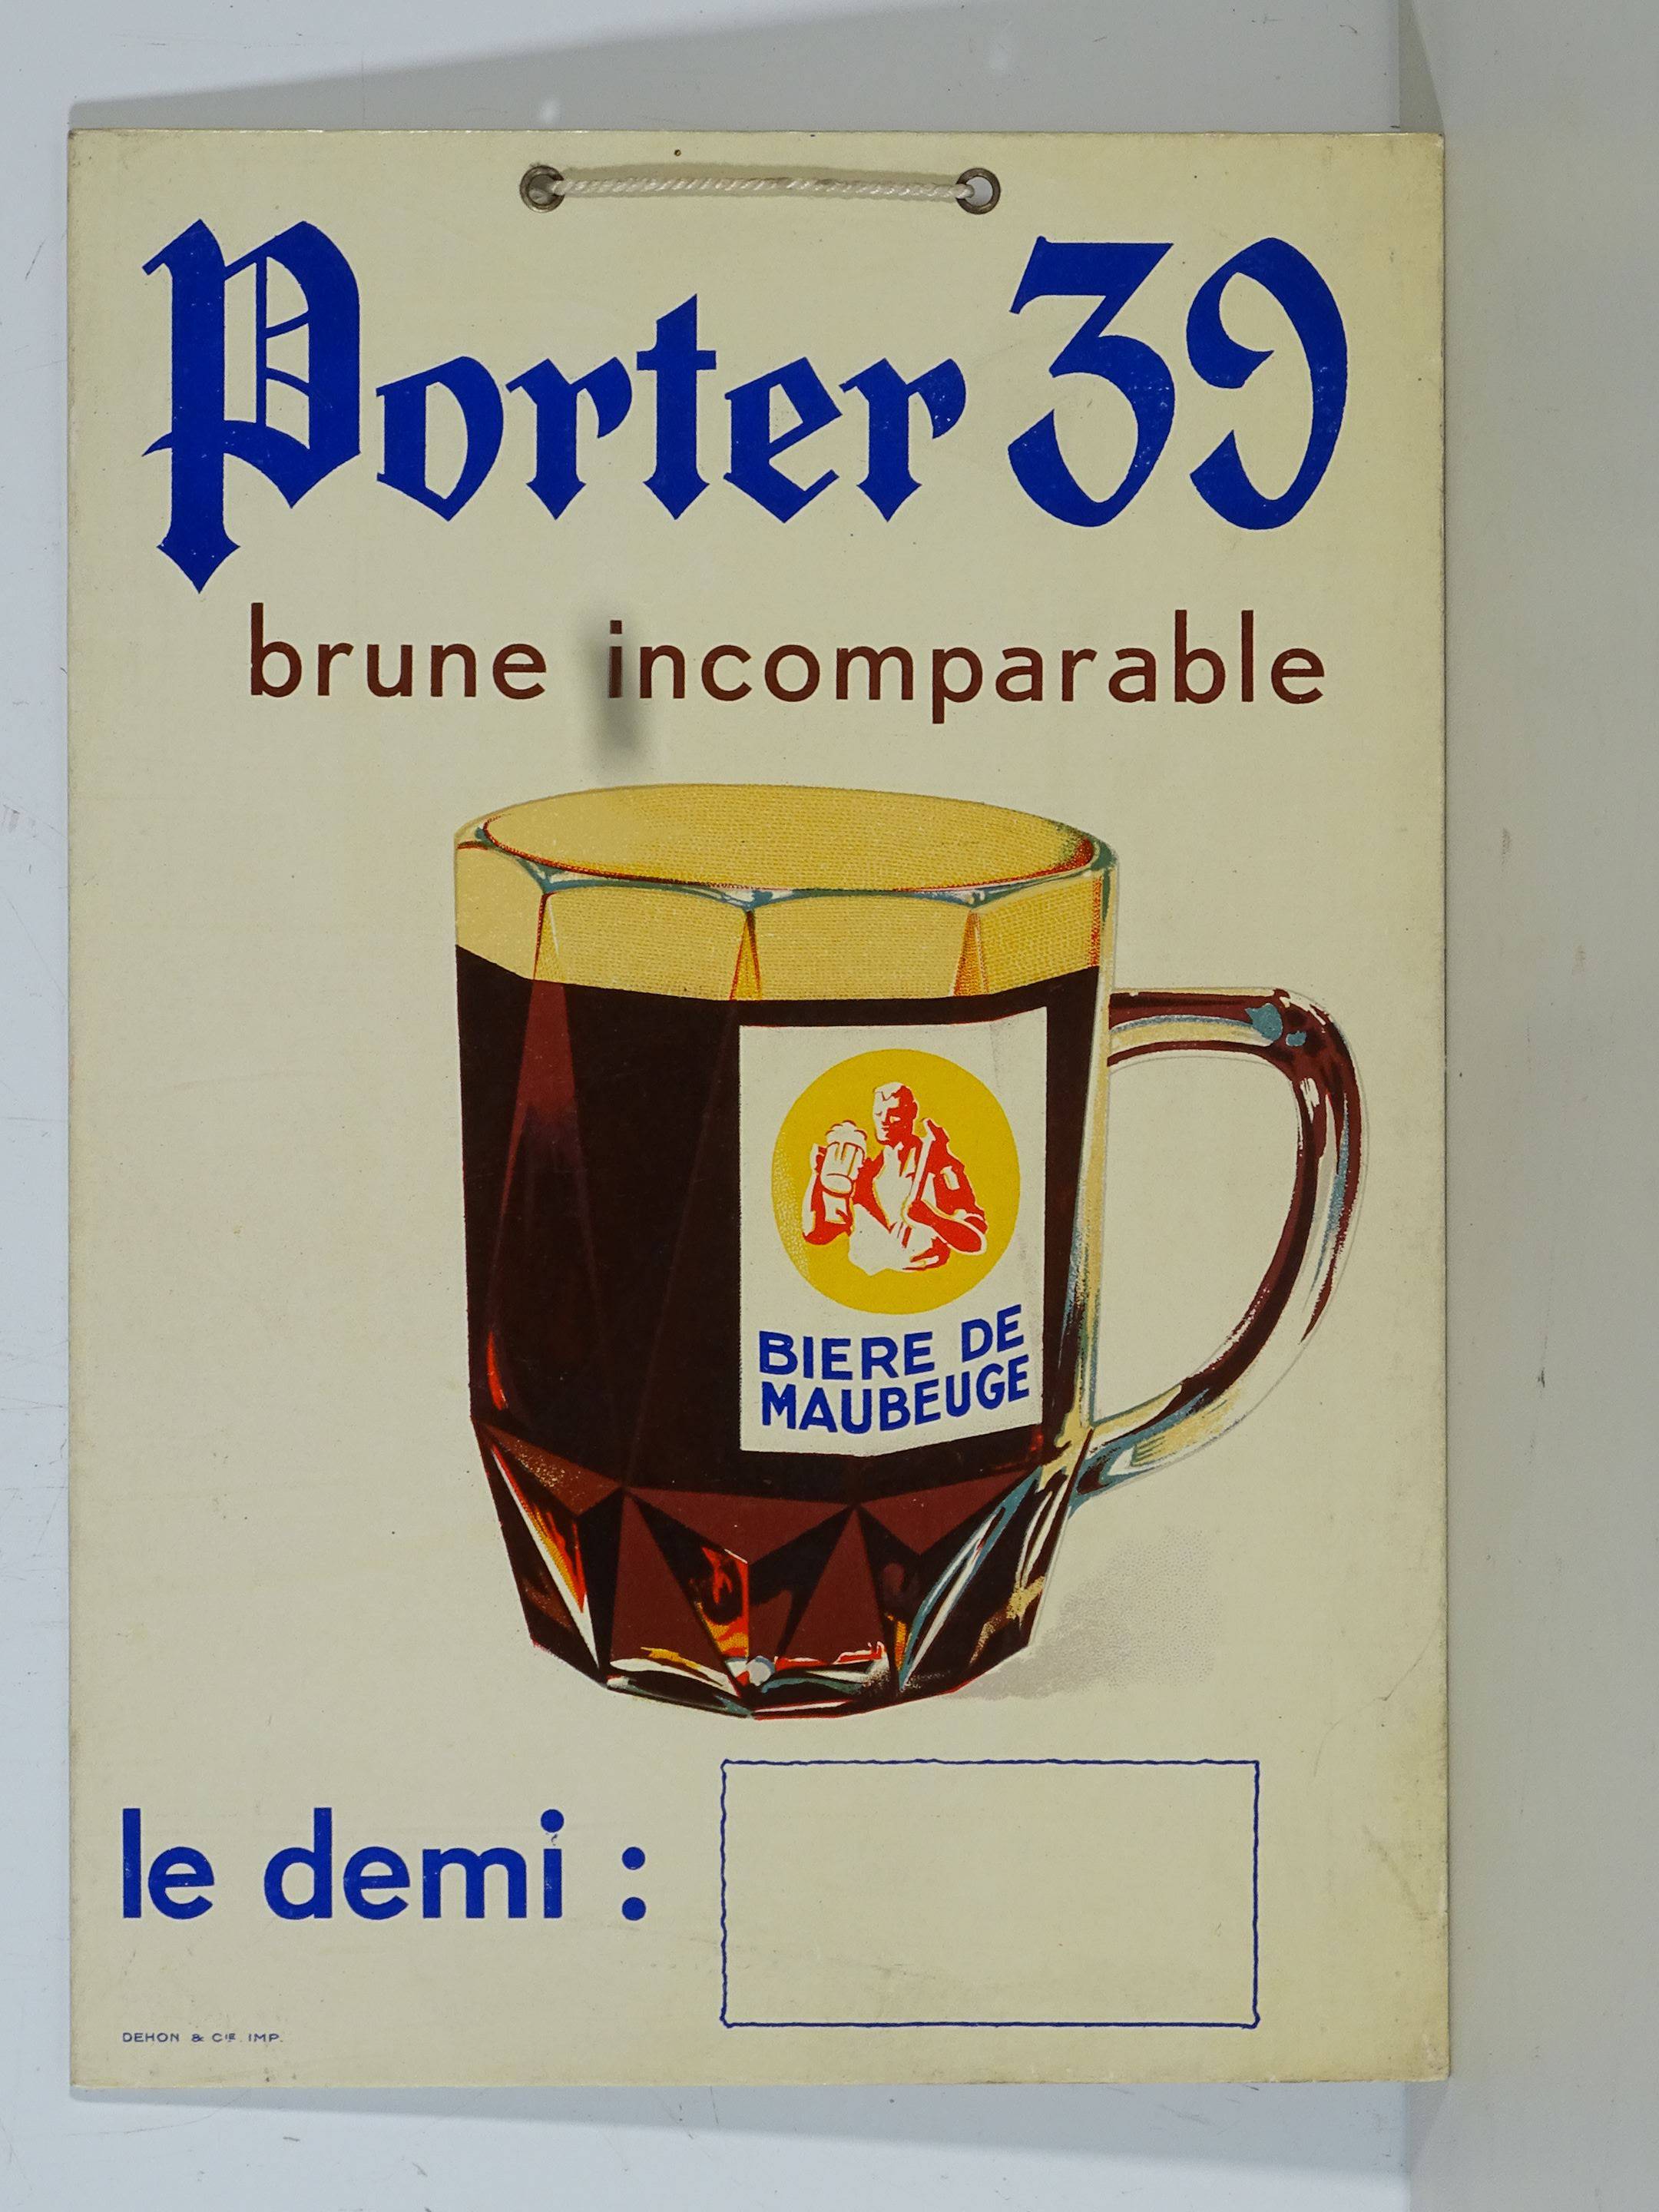 Porter 39
brune incomparable
BIERE DE
MAUBEUGE
le demi :
DEHON & CIE. IMP.